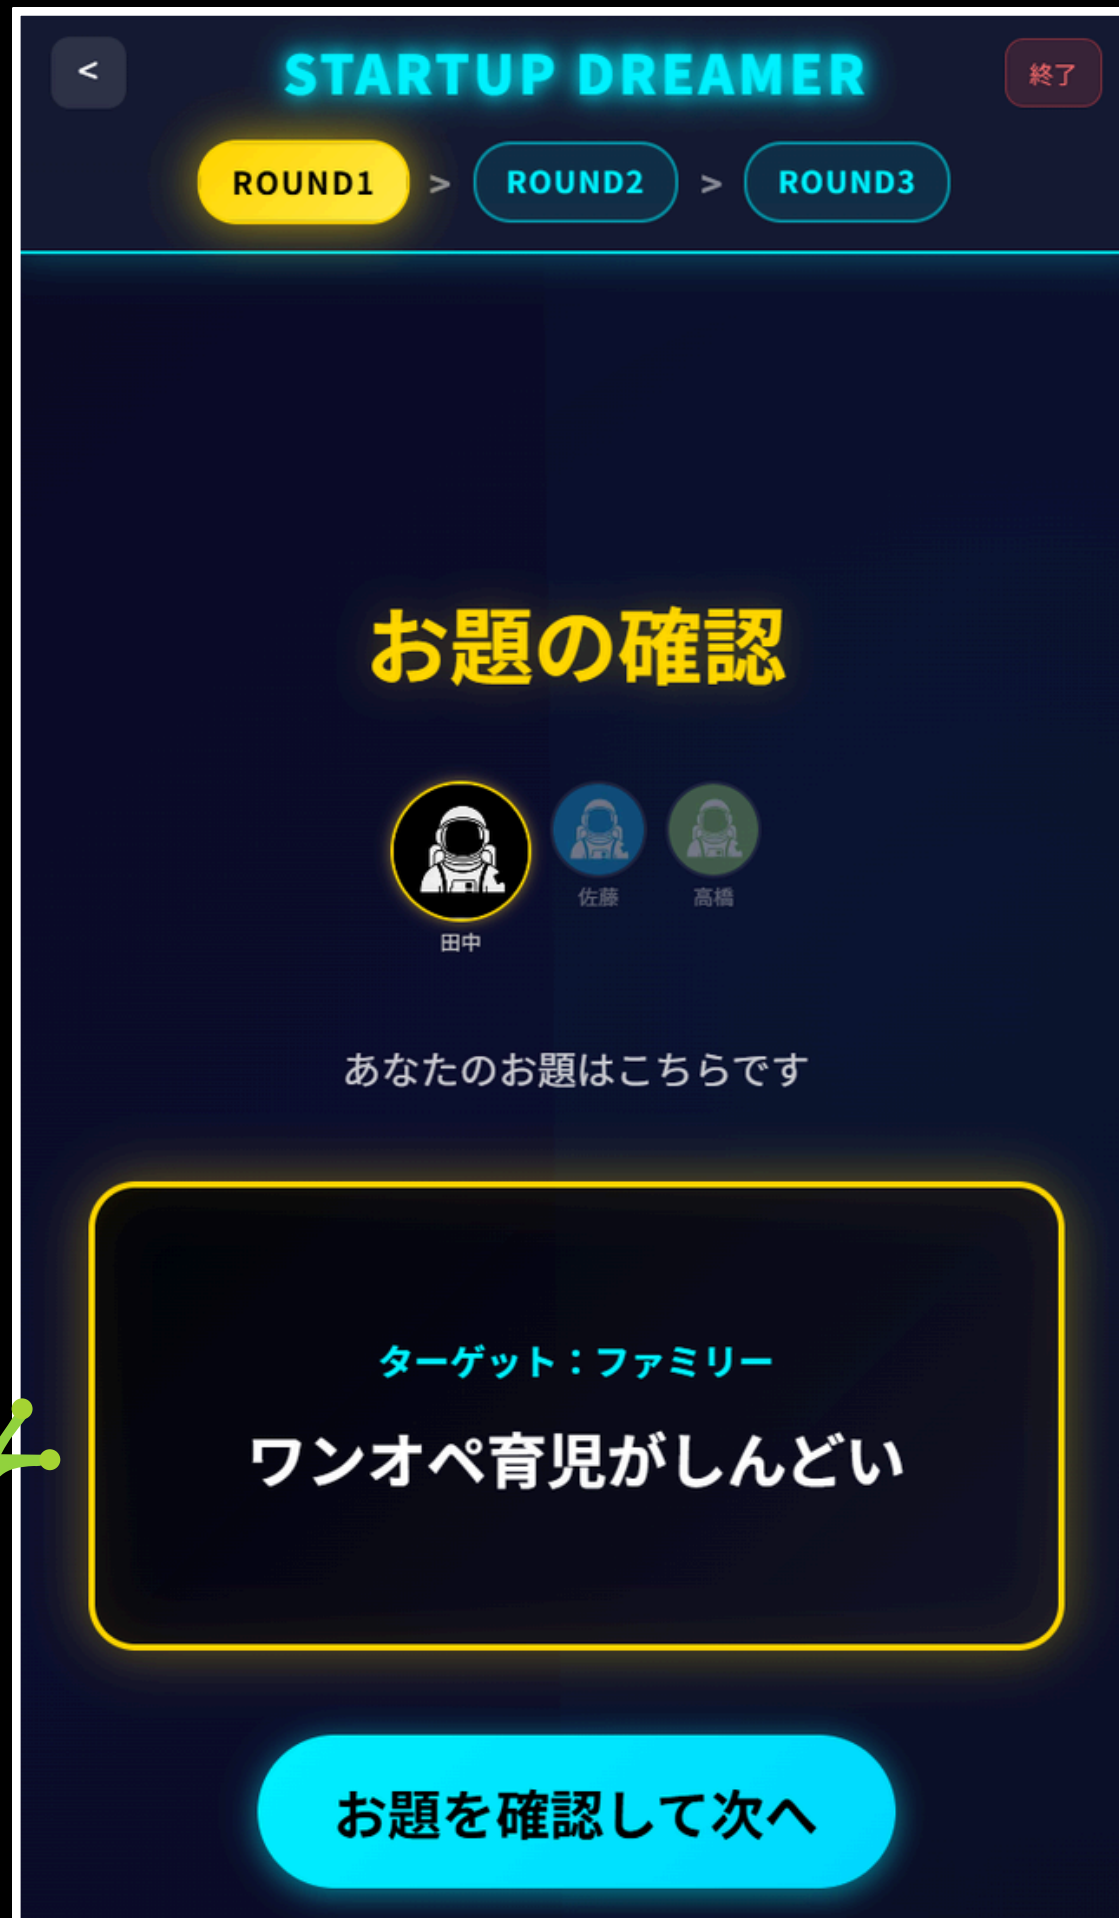 <
STARTUP DREAMER
終了
ROUND1 > ROUND2 > ROUND3
お題の確認
田中
佐藤
高橋
あなたのお題はこちらです
ターゲット：ファミリー
ワンオペ育児がしんどい
お題を確認して次へ